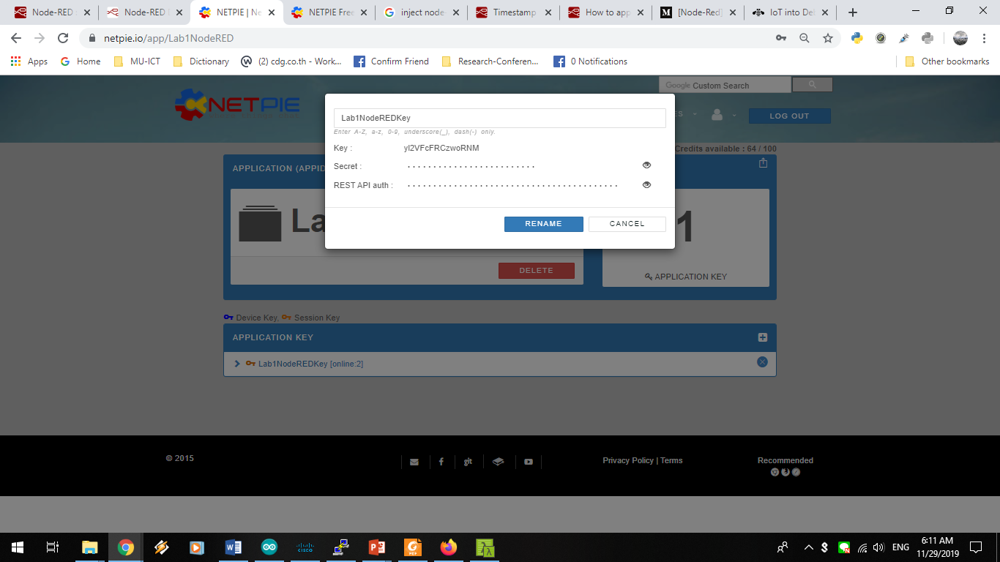 Node-RED
Node-RED
NETPIE | Ne
NETPIE Free
inject node-
Timestamp
How to app
[Node-Red]
IoT into Del
netpie.io/app/Lab1NodeRED
Apps
Home
MU-ICT
Dictionary
(2) cdg.co.th - Work...
Confirm Friend
Research-Conferen...
0 Notifications
Other bookmarks
NETPIE
Google Custom Search
ES
LOG OUT
Credits available : 64 / 100
APPLICATION (APPID
Lab1NodeREDKey
Enter A-Z, a-z, 0-9, underscore(_), dash(-) only.
Key : yI2VFcFRCzwoRNM
Secret : •••••••••••••••••••••••••
REST API auth : •••••••••••••••••••••••••••••••••••••••••
RENAME
CANCEL
La
1
DELETE
APPLICATION KEY
Device Key, Session Key
APPLICATION KEY
Lab1NodeREDKey [online:2]
© 2015
git
Privacy Policy | Terms
Recommended
ENG
6:11 AM
11/29/2019